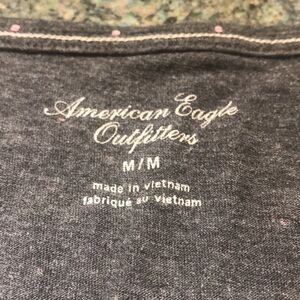 American Eagle
Outfitters
M/M
made in vietnam
fabriqué au vietnam